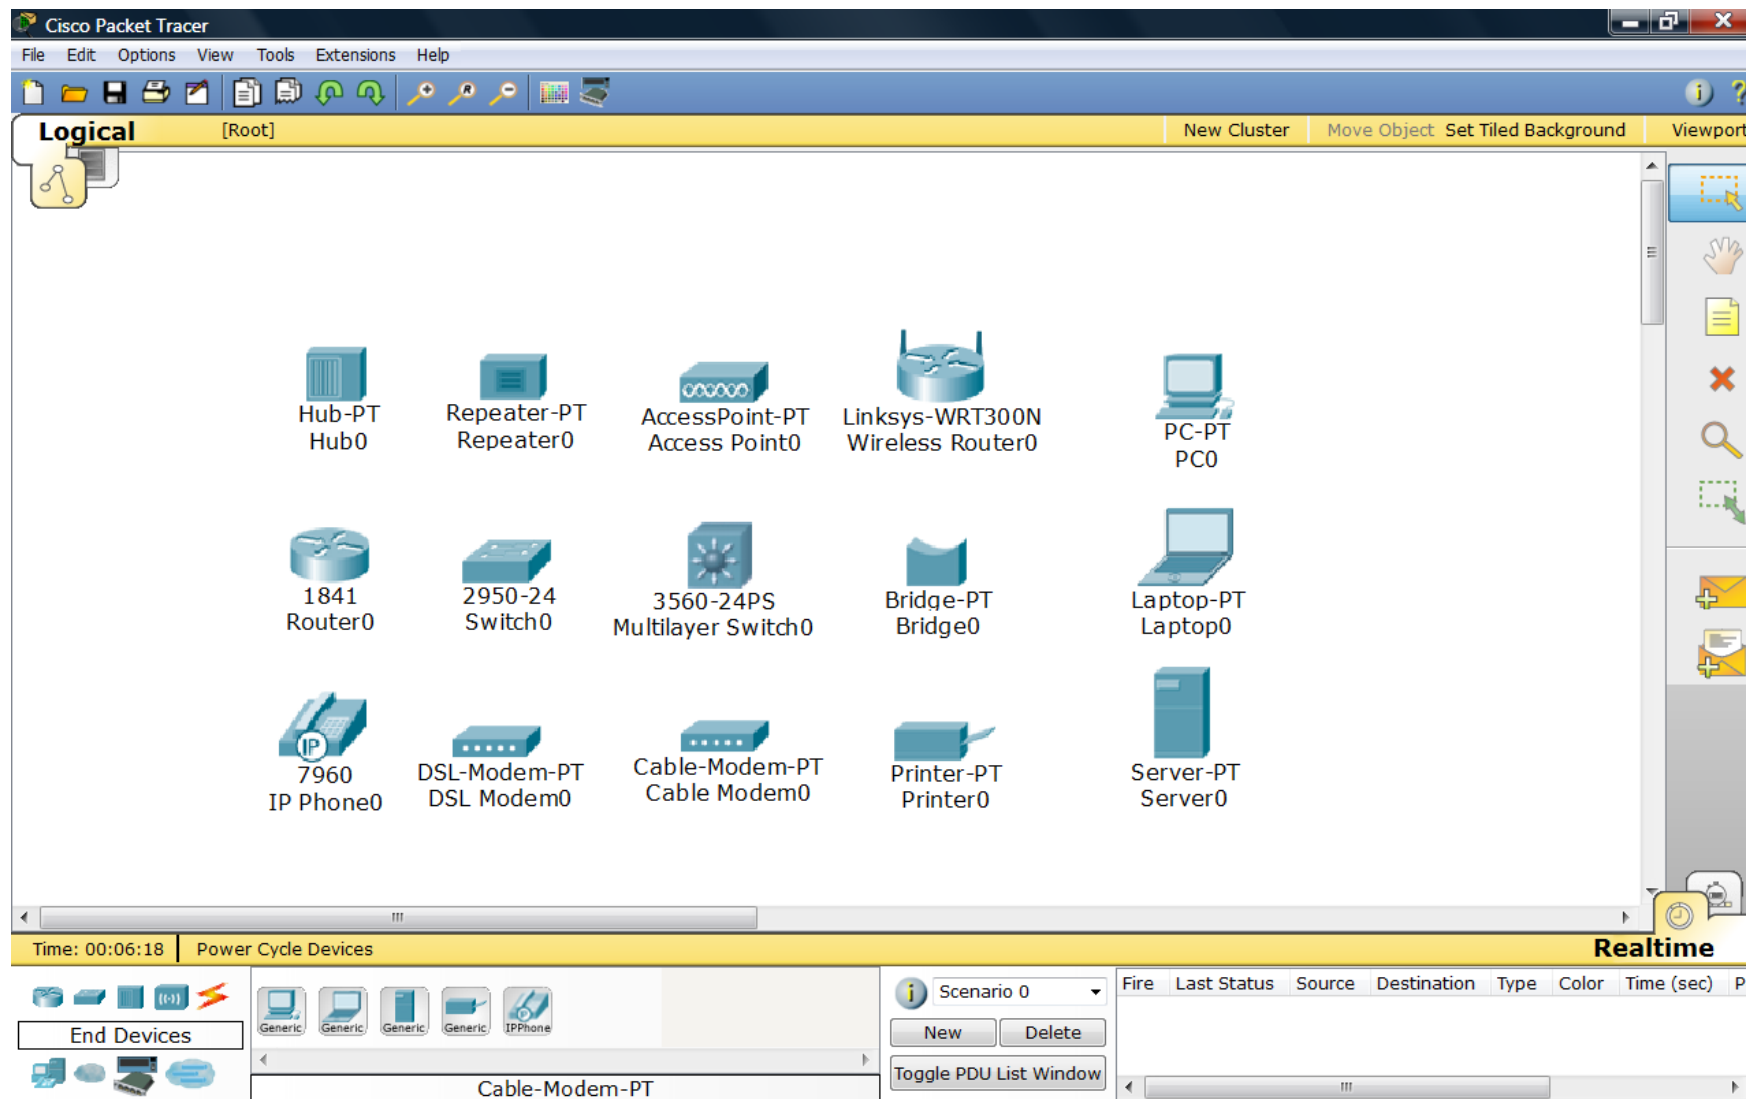 Cisco Packet Tracer
File Edit Options View Tools Extensions Help
Logical [Root] New Cluster Move Object Set Tiled Background Viewport
Hub-PT
Hub0
Repeater-PT
Repeater0
AccessPoint-PT
Access Point0
Linksys-WRT300N
Wireless Router0
PC-PT
PC0
1841
Router0
2950-24
Switch0
3560-24PS
Multilayer Switch0
Bridge-PT
Bridge0
Laptop-PT
Laptop0
IP
7960
IP Phone0
DSL-Modem-PT
DSL Modem0
Cable-Modem-PT
Cable Modem0
Printer-PT
Printer0
Server-PT
Server0
Time: 00:06:18 Power Cycle Devices Realtime
End Devices
Generic Generic Generic Generic IPPhone
Cable-Modem-PT
Scenario 0
New Delete
Toggle PDU List Window
Fire Last Status Source Destination Type Color Time (sec) P